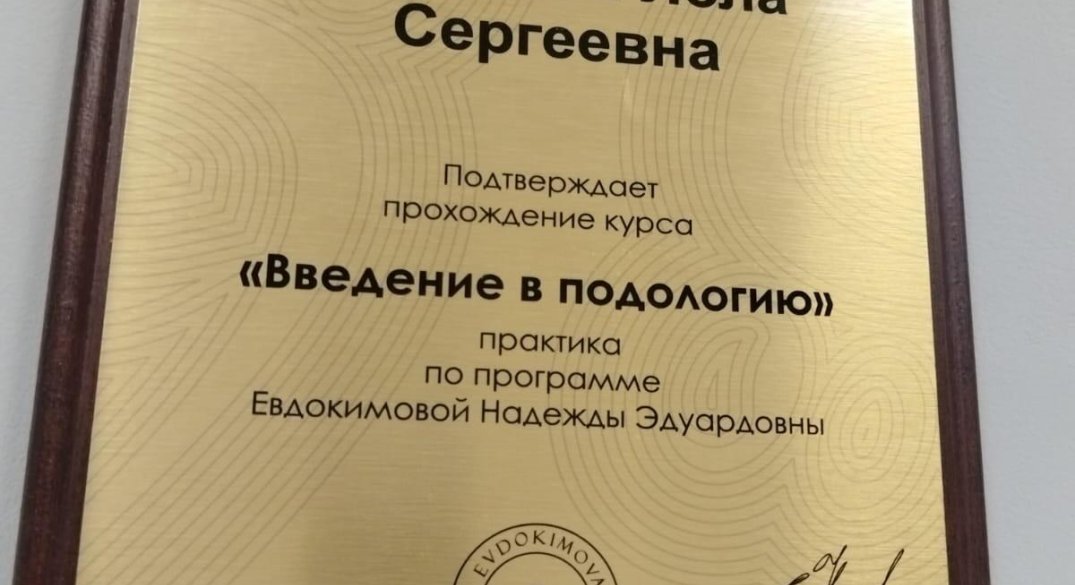 Сергеевна
Подтверждает
прохождение курса
«Введение в подологию»
практика
по программе
Евдокимовой Надежды Эдуардовны
EVDOKIMOVA